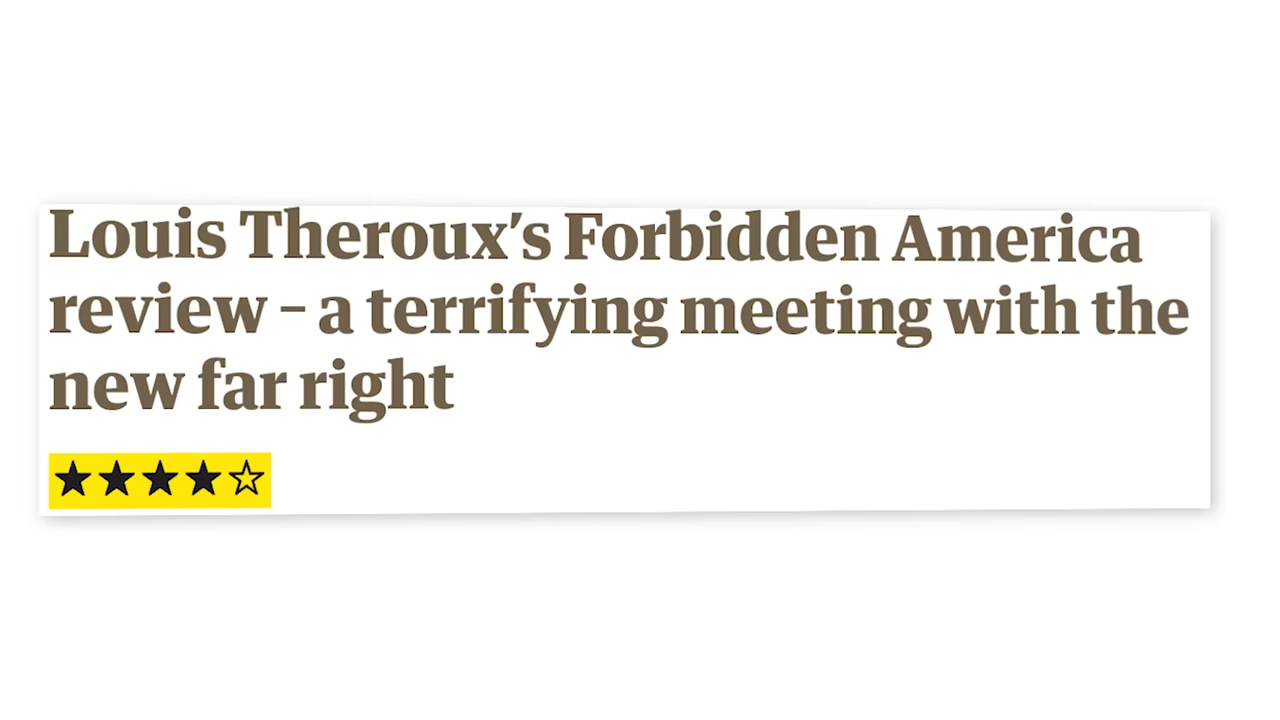 Louis Theroux’s Forbidden America
review – a terrifying meeting with the
new far right